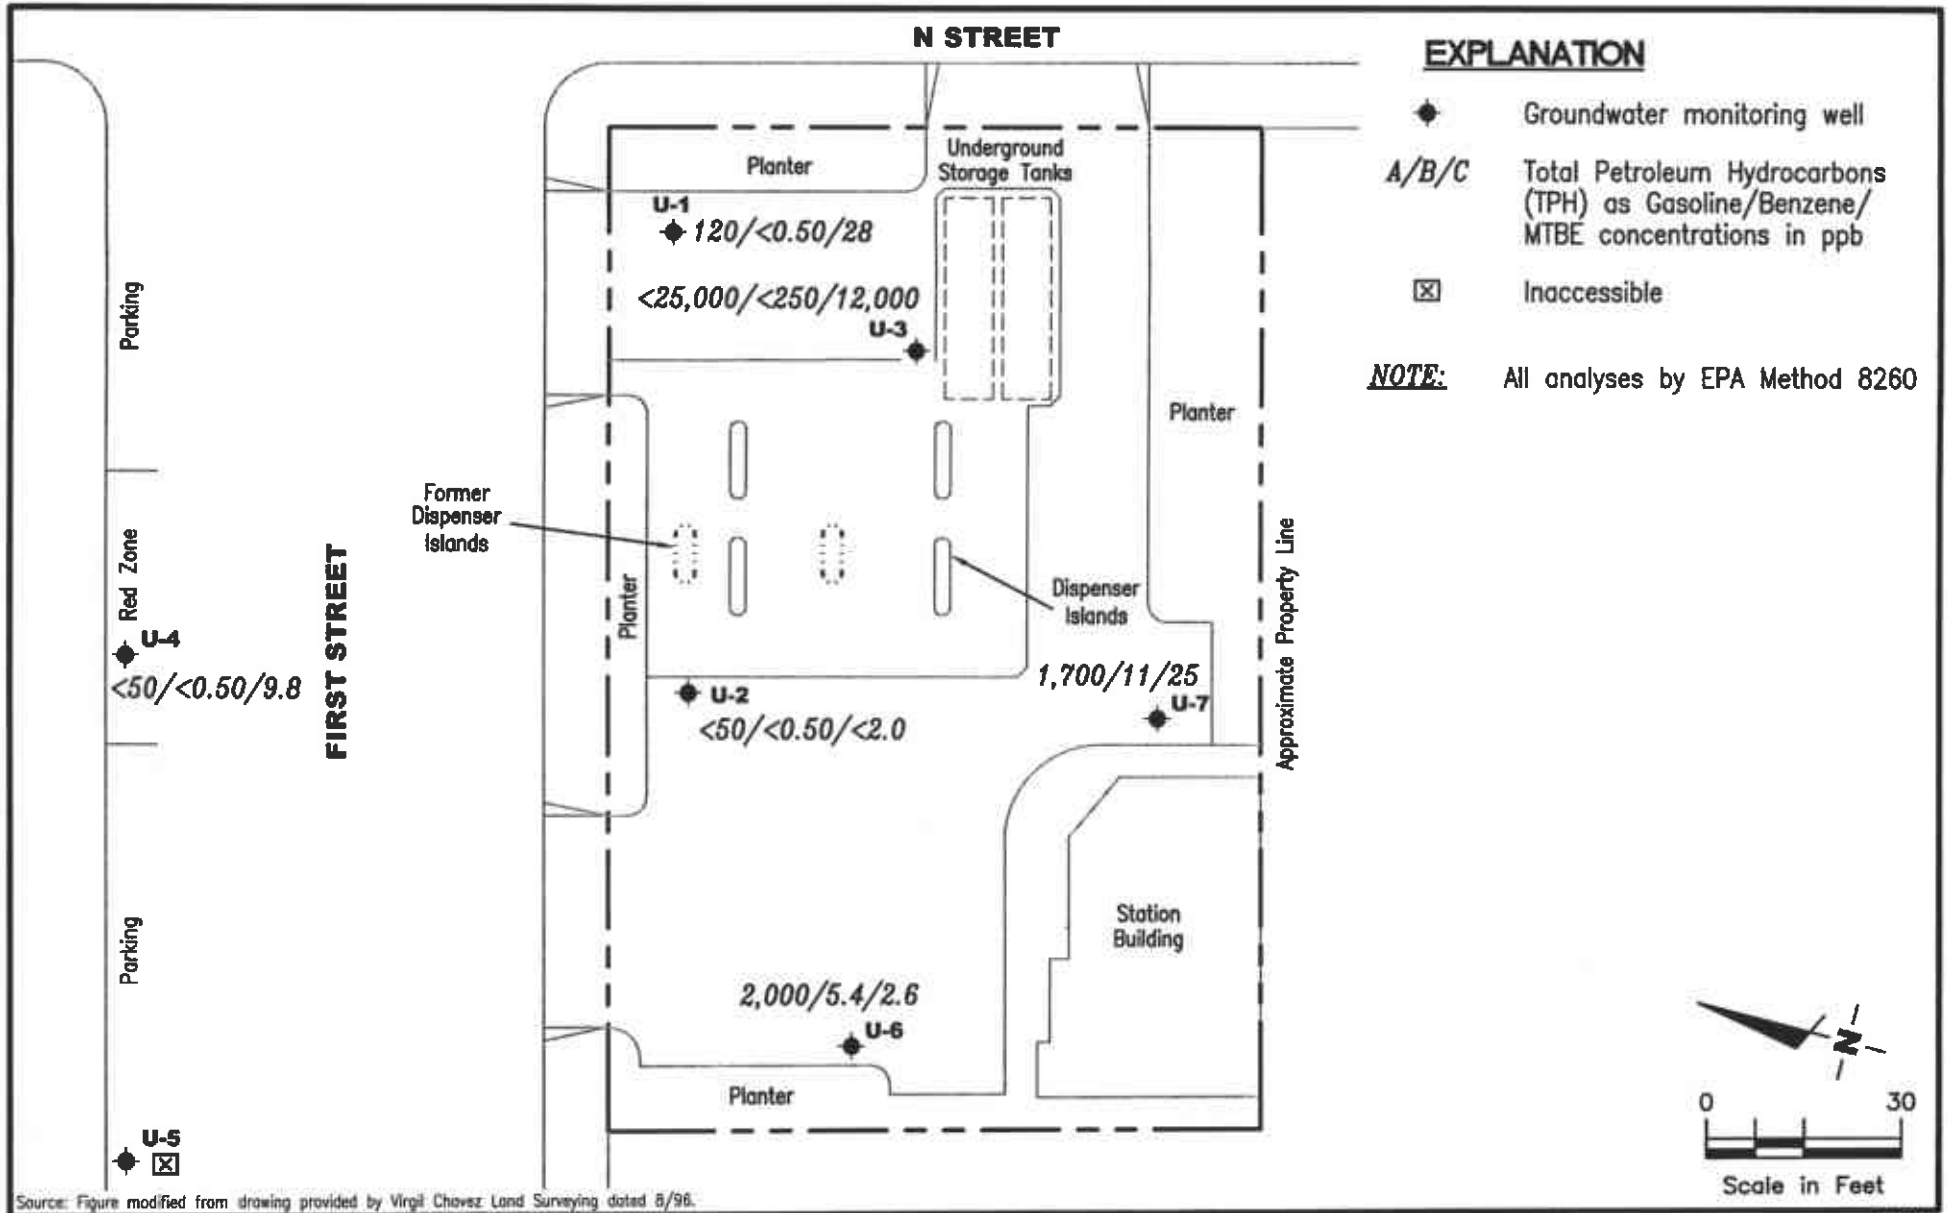 N STREET
EXPLANATION
Groundwater monitoring well
A/B/C
Total Petroleum Hydrocarbons
(TPH) as Gasoline/Benzene/
MTBE concentrations in ppb
Inaccessible
NOTE: All analyses by EPA Method 8260
Planter
Underground
Storage Tanks
U-1
120/<0.50/28
<25,000/<250/12,000
U-3
Parking
Planter
Former
Dispenser
Islands
Red Zone
FIRST STREET
Planter
Dispenser
Islands
Approximate Property Line
U-4
<50/<0.50/9.8
U-2
<50/<0.50/<2.0
1,700/11/25
U-7
Parking
Station
Building
2,000/5.4/2.6
U-6
Planter
U-5
N
0 30
Scale in Feet
Source: Figure modified from drawing provided by Virgil Chavez Land Surveying dated 8/96.